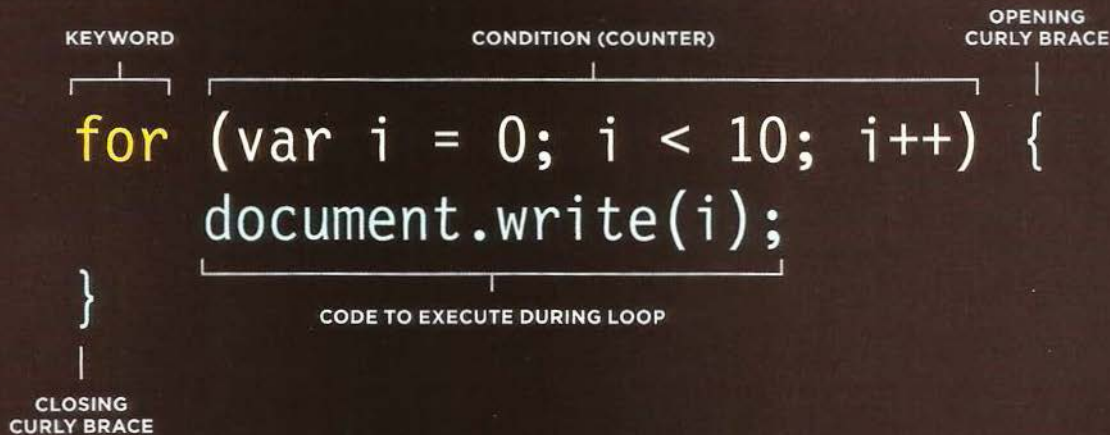 KEYWORD
CONDITION (COUNTER)
OPENING
CURLY BRACE
for (var i = 0; i < 10; i++) {
document.write(i);
}
CODE TO EXECUTE DURING LOOP
CLOSING
CURLY BRACE